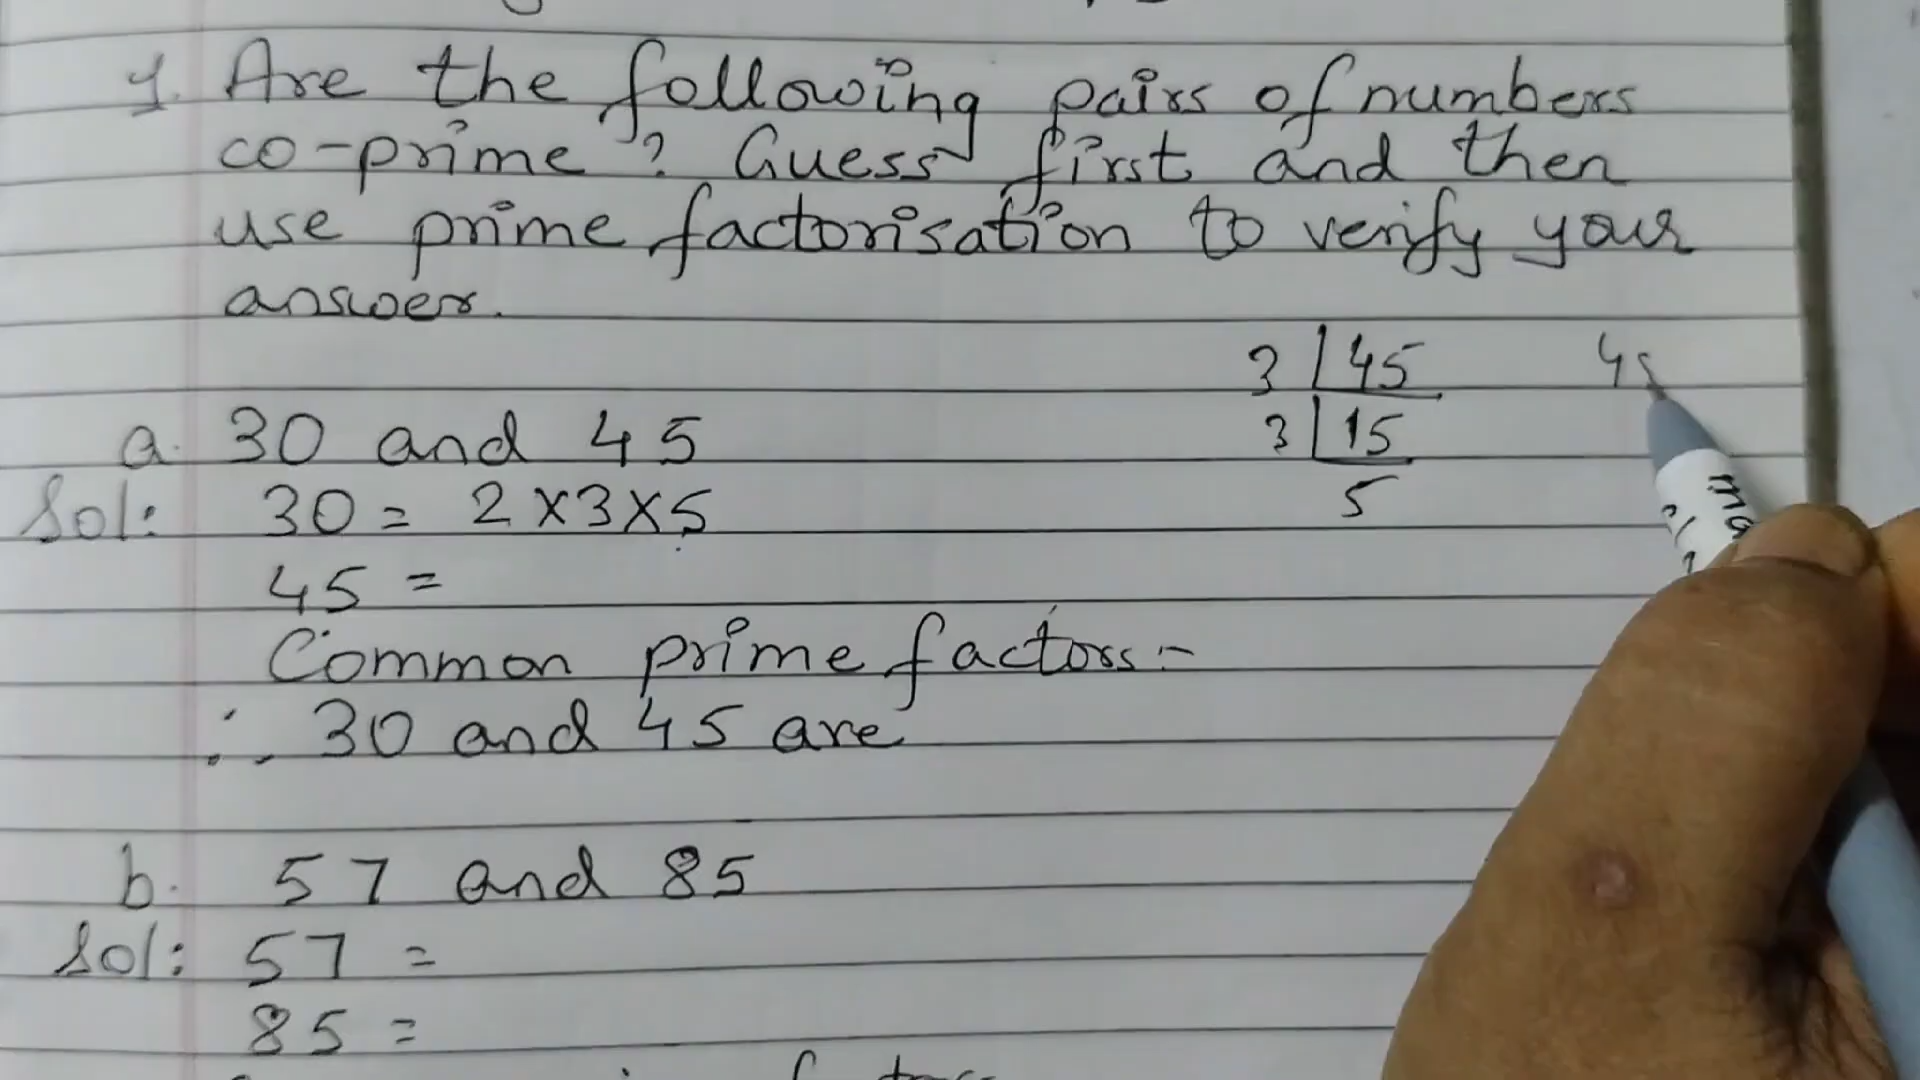 1. Are the following pairs of numbers
co-prime? Guess first and then
use prime factorisation to verify your
answer.
3 | 45
45
3 | 15
5
a. 30 and 45
Sol: 30 = 2 x 3 x 5
45 =
Common prime factors :-
∴ 30 and 45 are
b. 57 and 85
Sol: 57 =
85 =